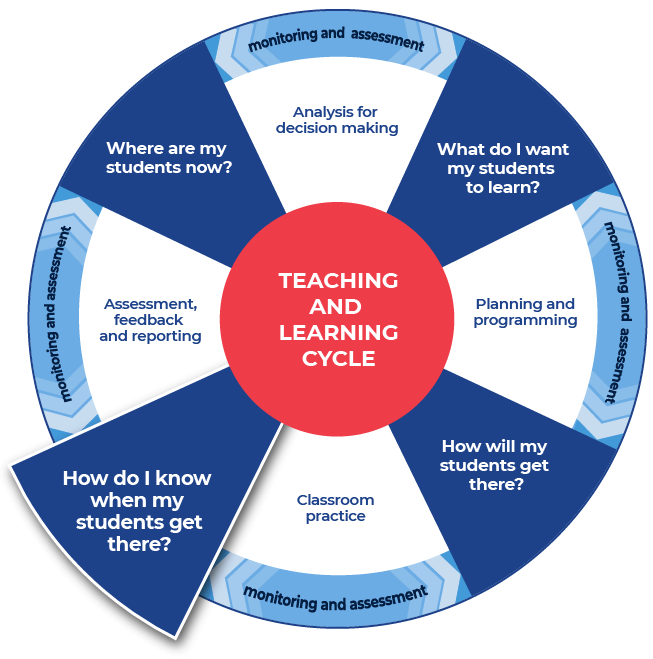 monitoring and assessment
Analysis for
decision making
Where are my
students now?
What do I want
my students
to learn?
monitoring and assessment
monitoring and assessment
TEACHING
AND
LEARNING
CYCLE
Assessment,
feedback
and reporting
Planning and
programming
How will my
students get
there?
How do I know
when my
students get
there?
Classroom
practice
monitoring and assessment